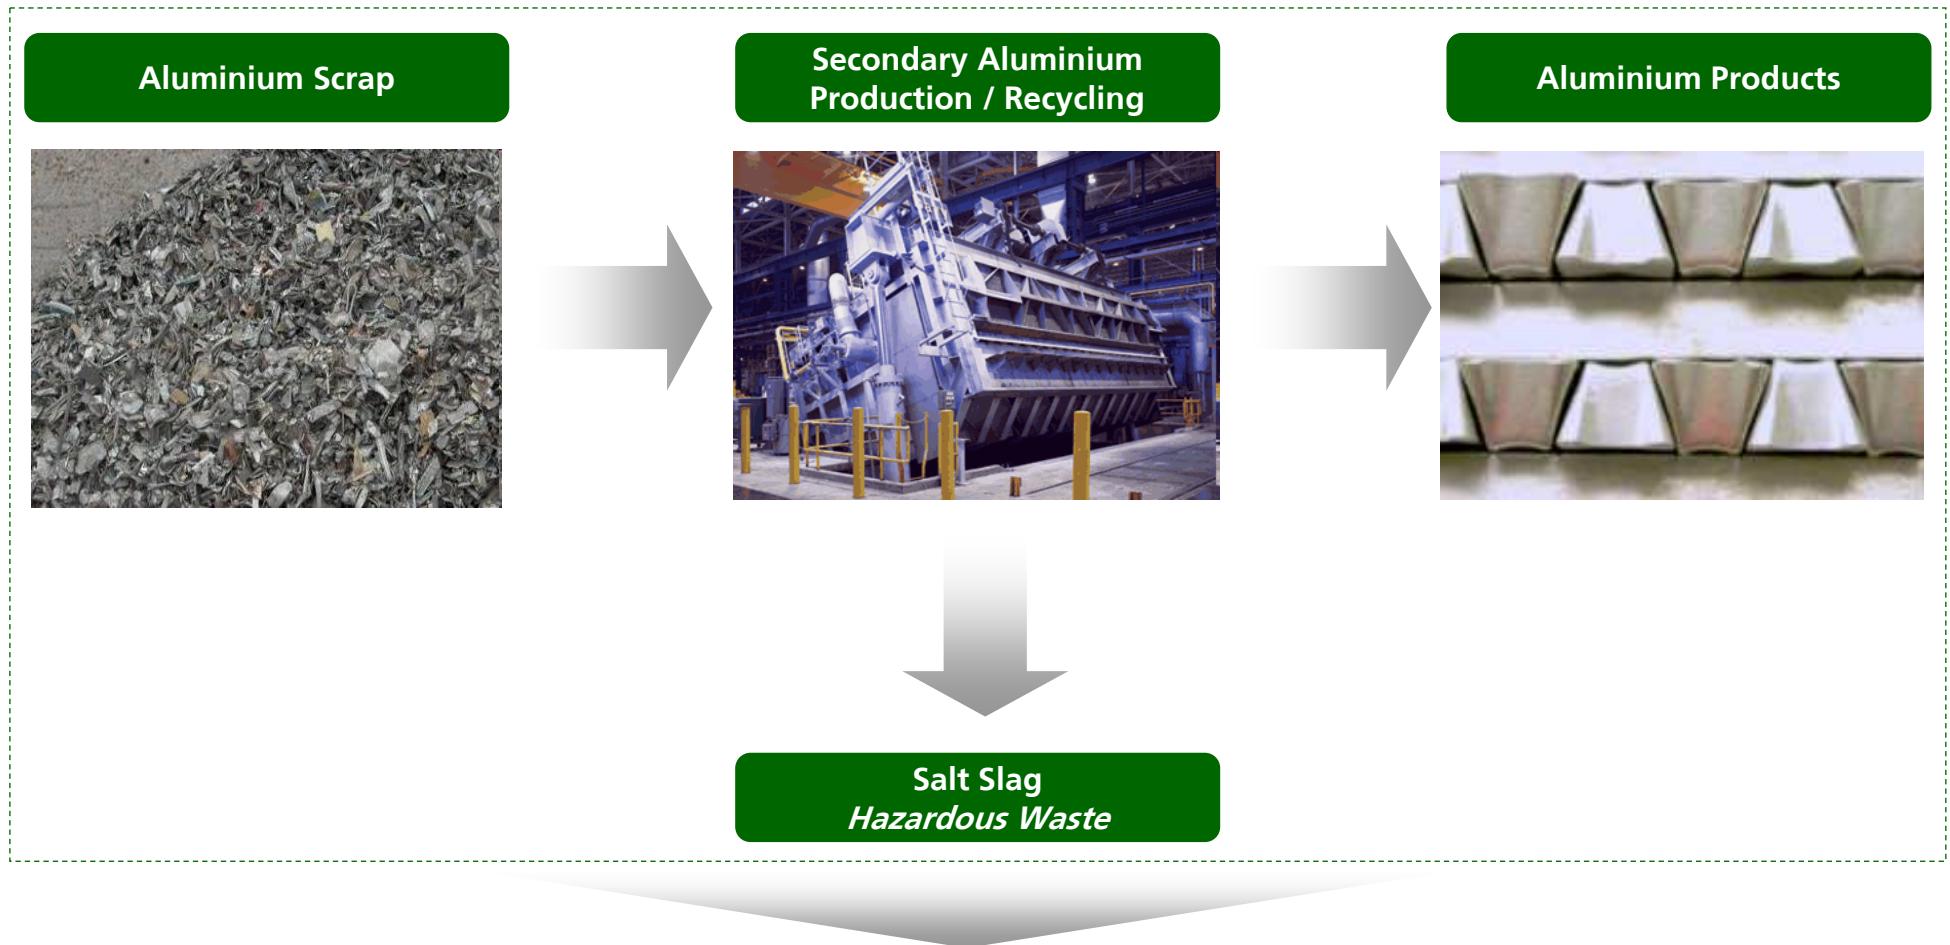 Aluminium Scrap
Secondary Aluminium
Production / Recycling
Aluminium Products
Salt Slag
Hazardous Waste